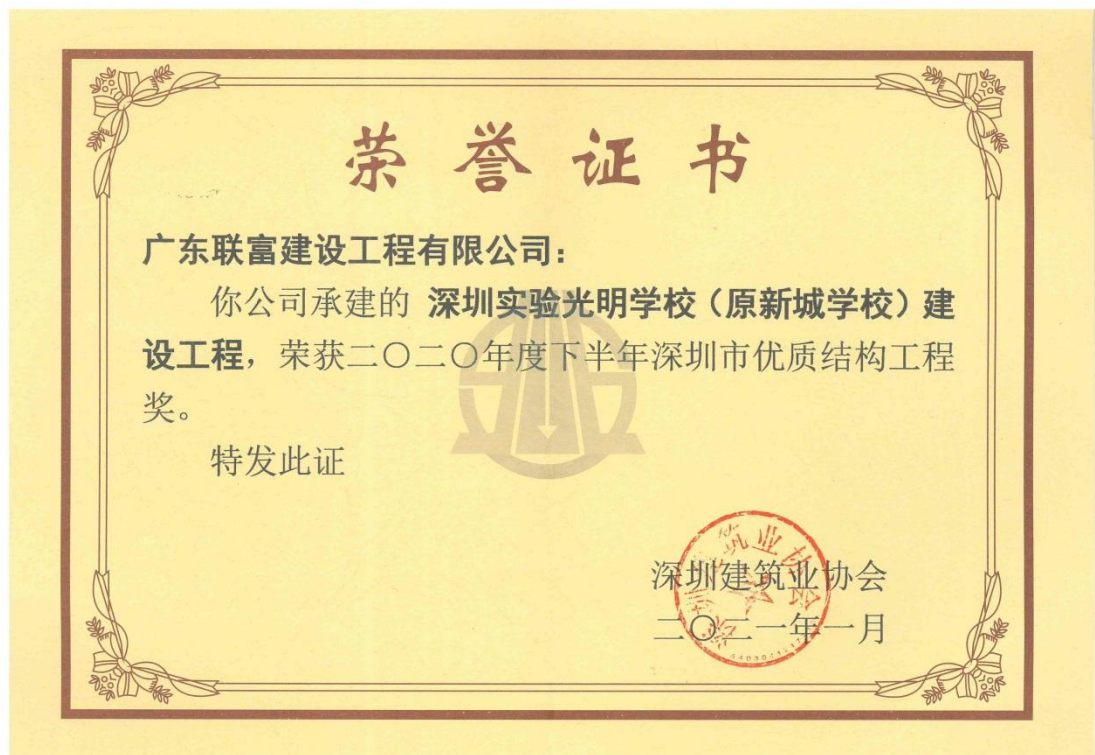 荣誉证书
广东联富建设工程有限公司：
你公司承建的 深圳实验光明学校（原新城学校）建
设工程，荣获二〇二〇年度下半年深圳市优质结构工程
奖。
特发此证
深圳建筑业协会
二〇二一年一月